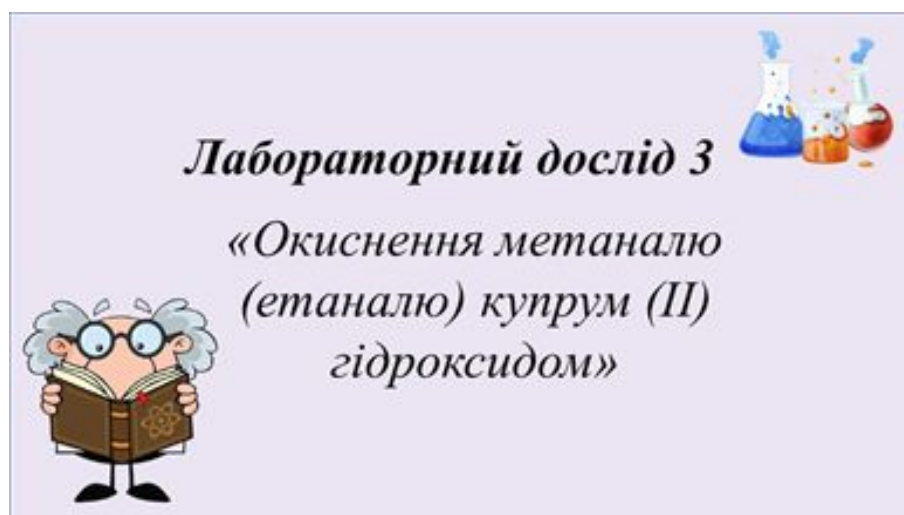 Лабораторний дослід 3
«Окиснення метаналю
(етаналю) купрум (ІІ)
гідроксидом»